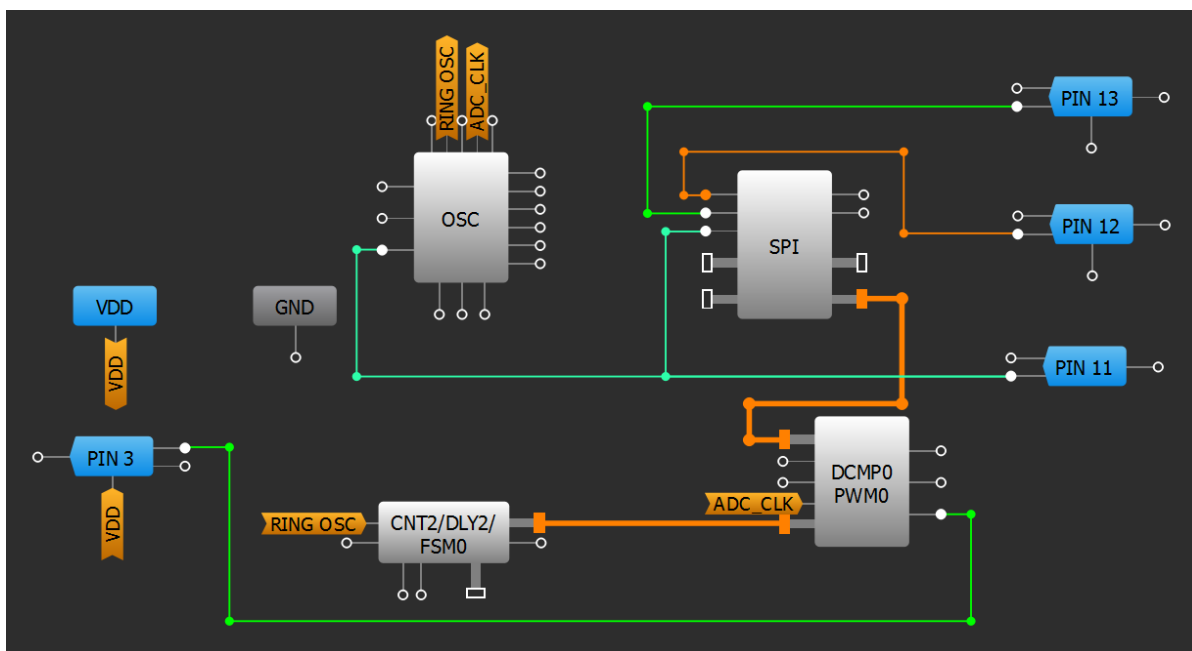 RING OSC
ADC_CLK
PIN 13
OSC
SPI
PIN 12
VDD
GND
VDD
PIN 11
PIN 3
VDD
RING OSC
CNT2/DLY2/
FSM0
ADC_CLK
DCMP0
PWM0